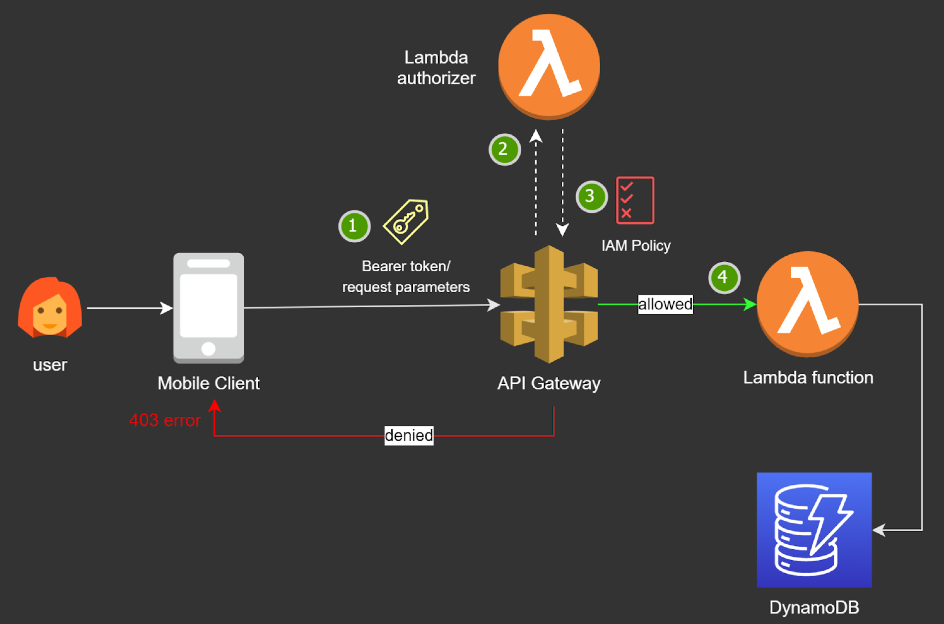 Lambda
authorizer
2
3
IAM Policy
1
Bearer token/
request parameters
4
allowed
user
Mobile Client
API Gateway
Lambda function
403 error
denied
DynamoDB